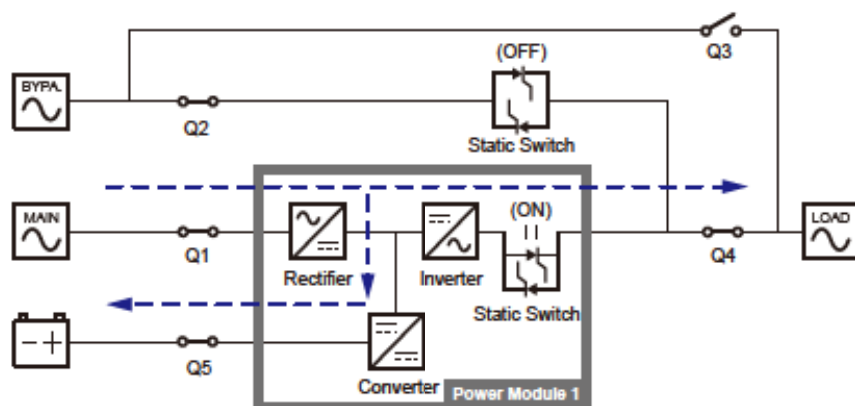 Q3
(OFF)
BYPA.
Q2
Static Switch
MAIN
(ON)
LOAD
Q1
Rectifier
Inverter
Q4
Static Switch
Q5
Converter
Power Module 1